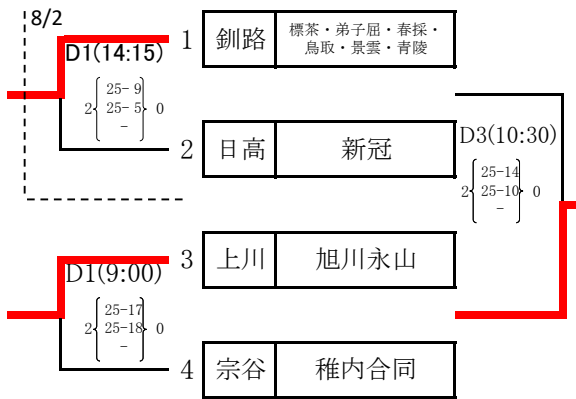 8/2
D1(14:15)
1 釧路 標茶・弟子屈・春採・
鳥取・景雲・青陵
25- 9
2 25- 5 0
-
2 日高 新冠
D3(10:30)
25-14
2 25-10 0
-
3 上川 旭川永山
D1(9:00)
25-17
2 25-18 0
-
4 宗谷 稚内合同